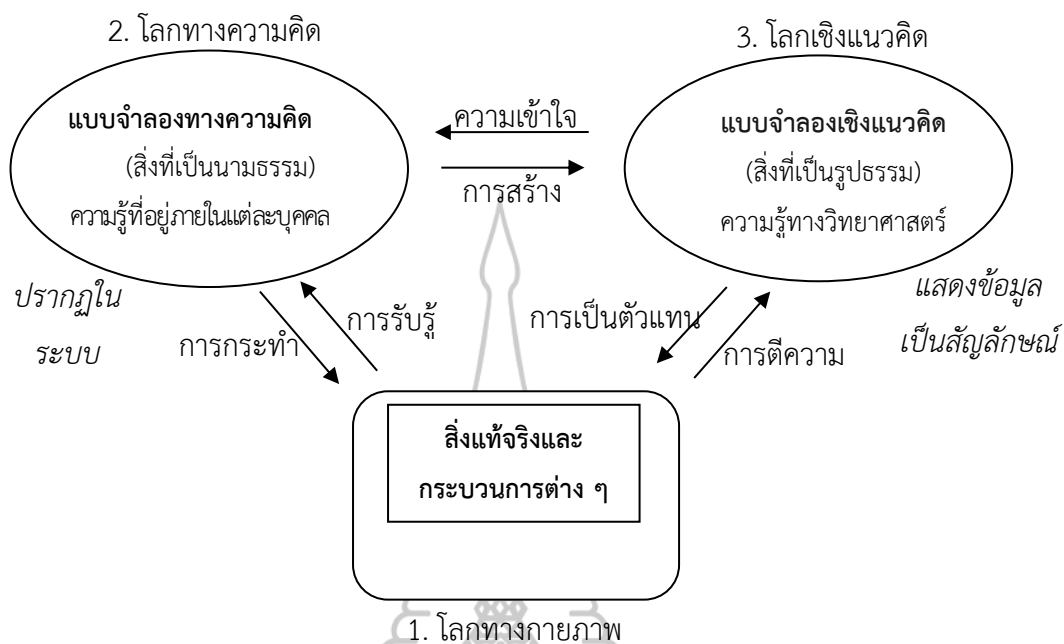 2. โลกทางความคิด
3. โลกเชิงแนวคิด
แบบจำลองทางความคิด
(สิ่งที่เป็นนามธรรม)
ความรู้ที่อยู่ภายในแต่ละบุคคล
ความเข้าใจ
การสร้าง
แบบจำลองเชิงแนวคิด
(สิ่งที่เป็นรูปธรรม)
ความรู้ทางวิทยาศาสตร์
ปรากฏใน
ระบบ
การกระทำ
การรับรู้
การเป็นตัวแทน
การตีความ
แสดงข้อมูล
เป็นสัญลักษณ์
สิ่งแท้จริงและ
กระบวนการต่าง ๆ
1. โลกทางกายภาพ